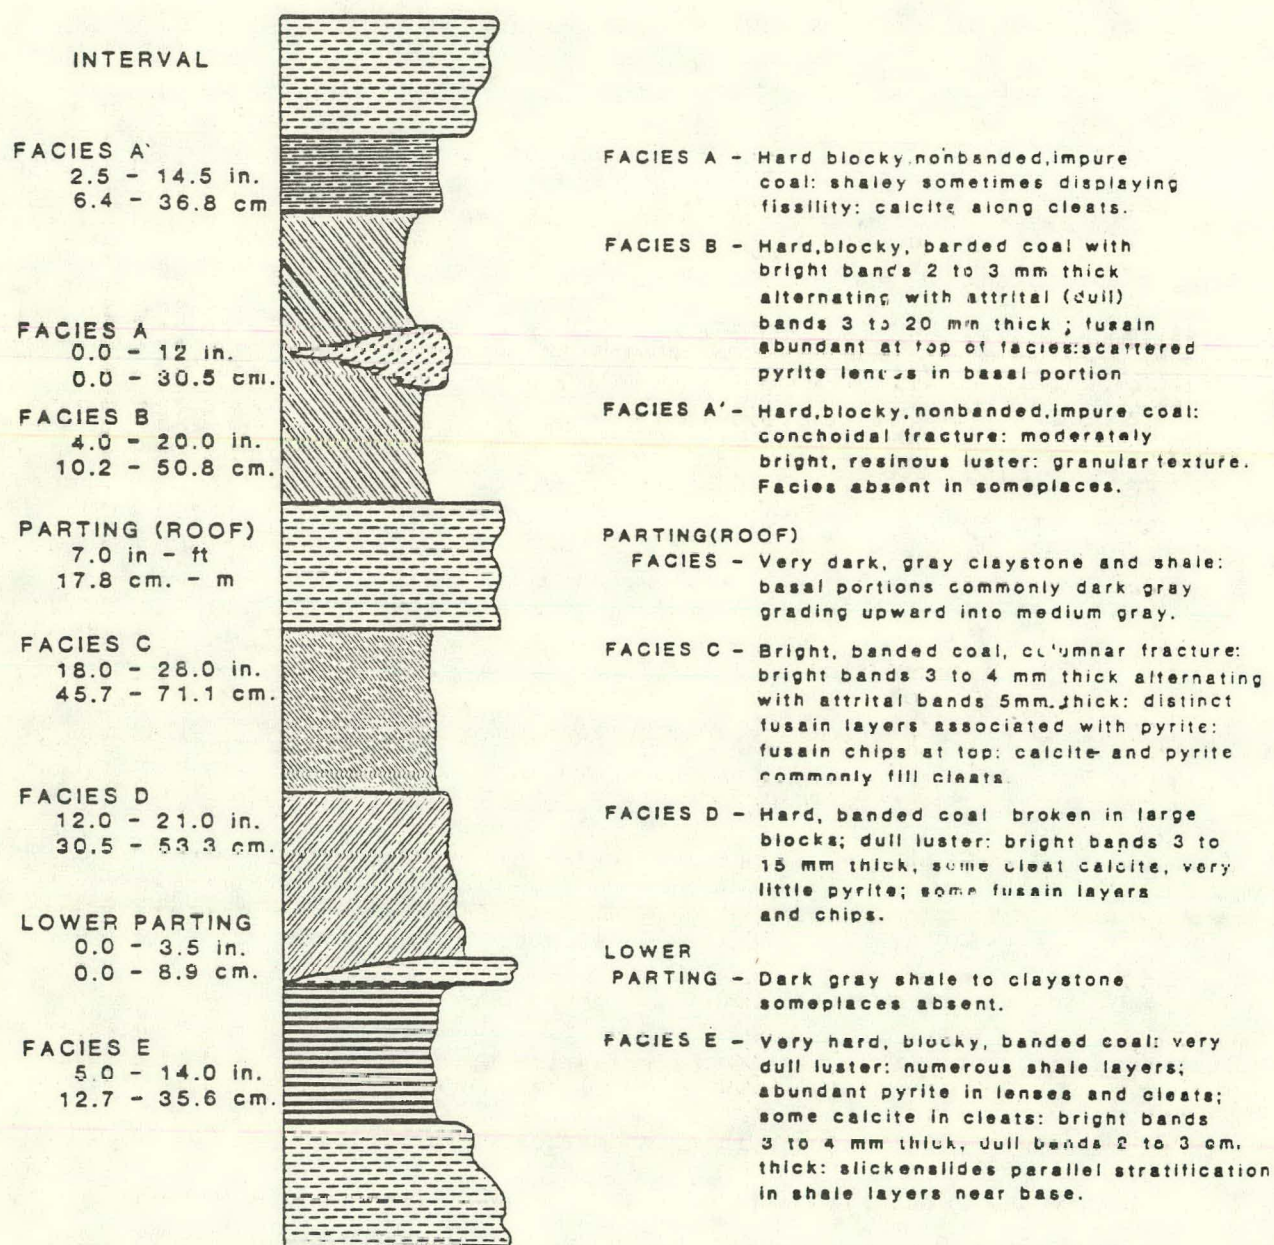 INTERVAL
FACIES A'
2.5 - 14.5 in.
6.4 - 36.8 cm
FACIES A
0.0 - 12 in.
0.0 - 30.5 cm.
FACIES B
4.0 - 20.0 in.
10.2 - 50.8 cm.
PARTING (ROOF)
7.0 in - ft
17.8 cm. - m
FACIES C
18.0 - 28.0 in.
45.7 - 71.1 cm.
FACIES D
12.0 - 21.0 in.
30.5 - 53.3 cm.
LOWER PARTING
0.0 - 3.5 in.
0.0 - 8.9 cm.
FACIES E
5.0 - 14.0 in.
12.7 - 35.6 cm.
FACIES A - Hard blocky, nonbanded, impure
coal: shaley sometimes displaying
fissility: calcite along cleats.
FACIES B - Hard, blocky, barded coal with
bright bands 2 to 3 mm thick
alternating with attrital (dull)
bands 3 to 20 mm thick ; fusain
abundant at top of facies:scattered
pyrite lenses in basal portion
FACIES A' - Hard, blocky, nonbanded, impure coal:
conchoidal fracture: moderately
bright, resinous luster: granular texture.
Facies absent in someplaces.
PARTING(ROOF)
FACIES - Very dark, gray claystone and shale:
basal portions commonly dark gray
grading upward into medium gray.
FACIES C - Bright, banded coal, columnar fracture:
bright bands 3 to 4 mm thick alternating
with attrital bands 5mm. thick: distinct
fusain layers associated with pyrite:
fusain chips at top: calcite and pyrite
commonly fill cleats.
FACIES D - Hard, banded coal broken in large
blocks; dull luster: bright bands 3 to
15 mm thick, some cleat calcite, very
little pyrite; some fusain layers
and chips.
LOWER
PARTING - Dark gray shale to claystone
someplaces absent.
FACIES E - Very hard, blocky, banded coal: very
dull luster: numerous shale layers;
abundant pyrite in lenses and cleats;
some calcite in cleats: bright bands
3 to 4 mm thick, dull bands 2 to 3 cm.
thick: slickenslides parallel stratification
in shale layers near base.